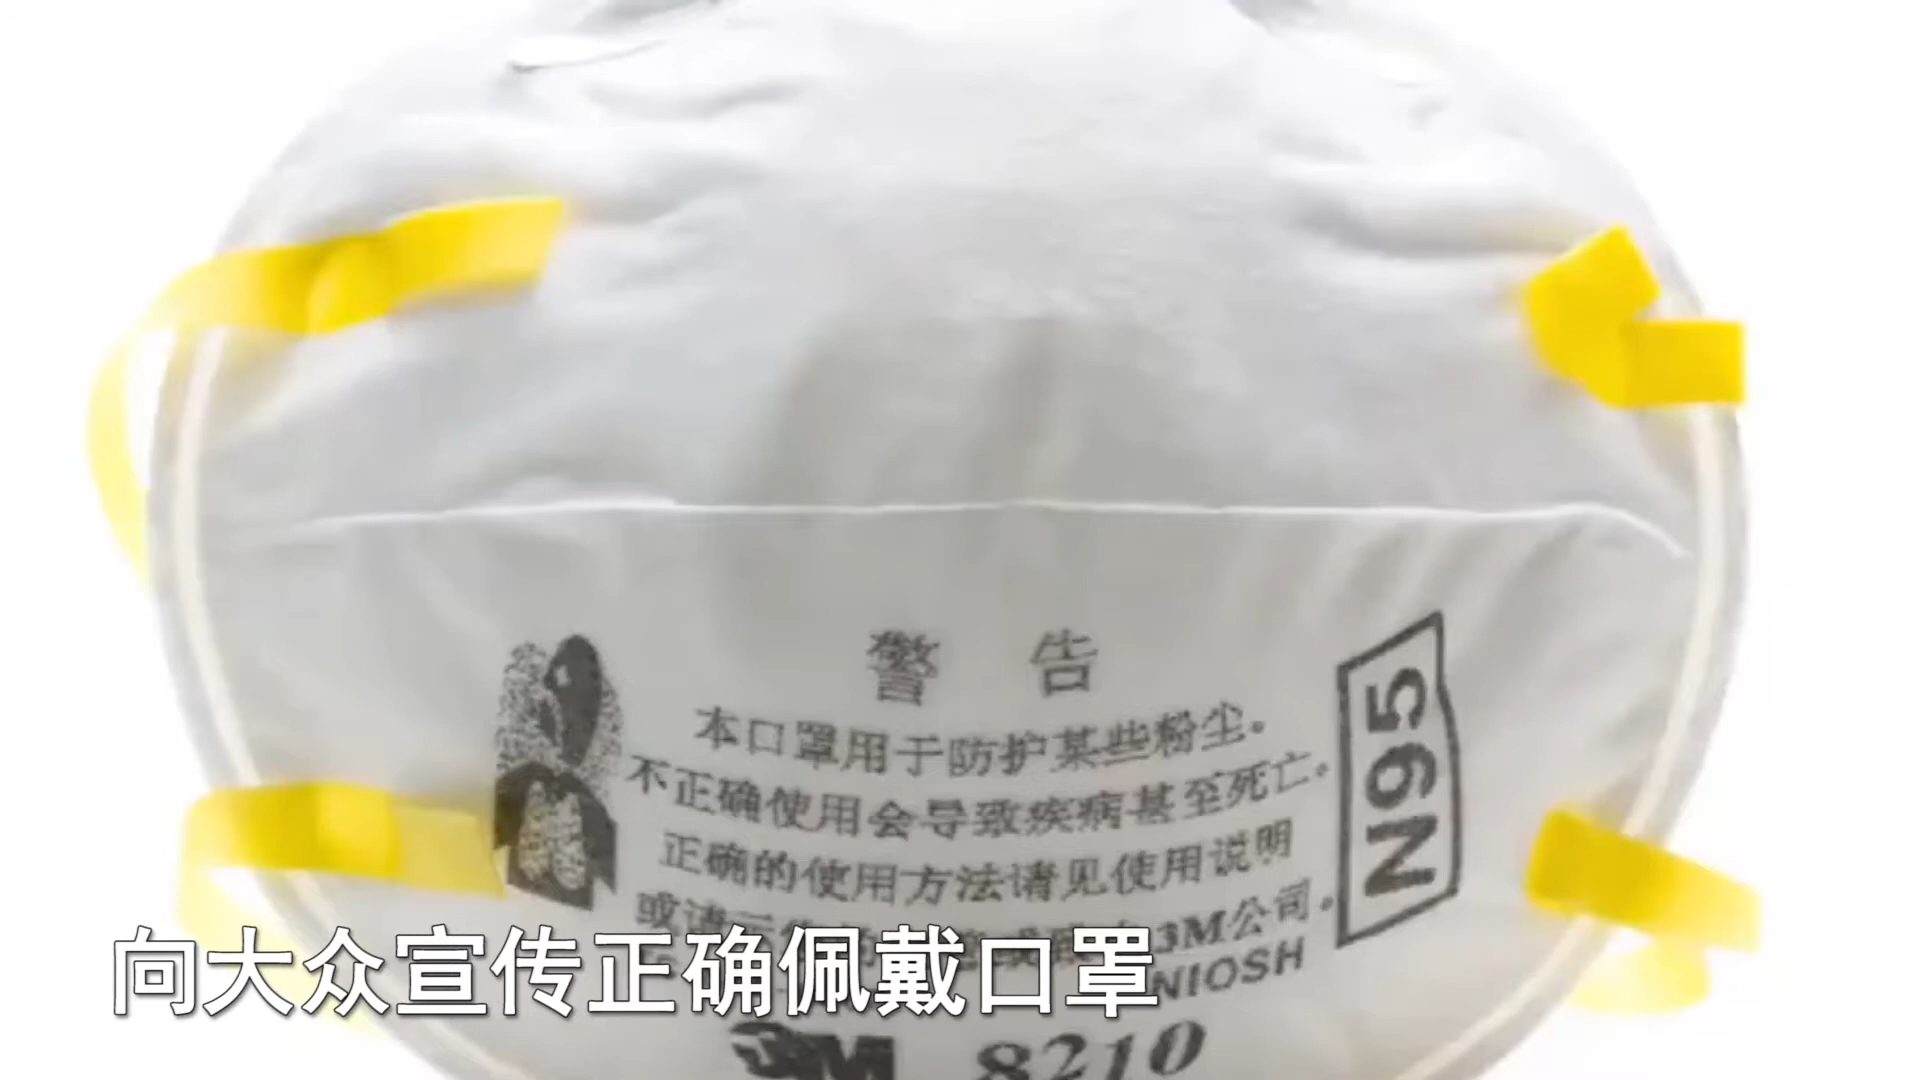 警 告
本口罩用于防护某些粉尘。
不正确使用会导致疾病甚至死亡。
正确的使用方法请见使用说明
或请 3M公司。
N95
NIOSH
向大众宣传正确佩戴口罩
3M 8210